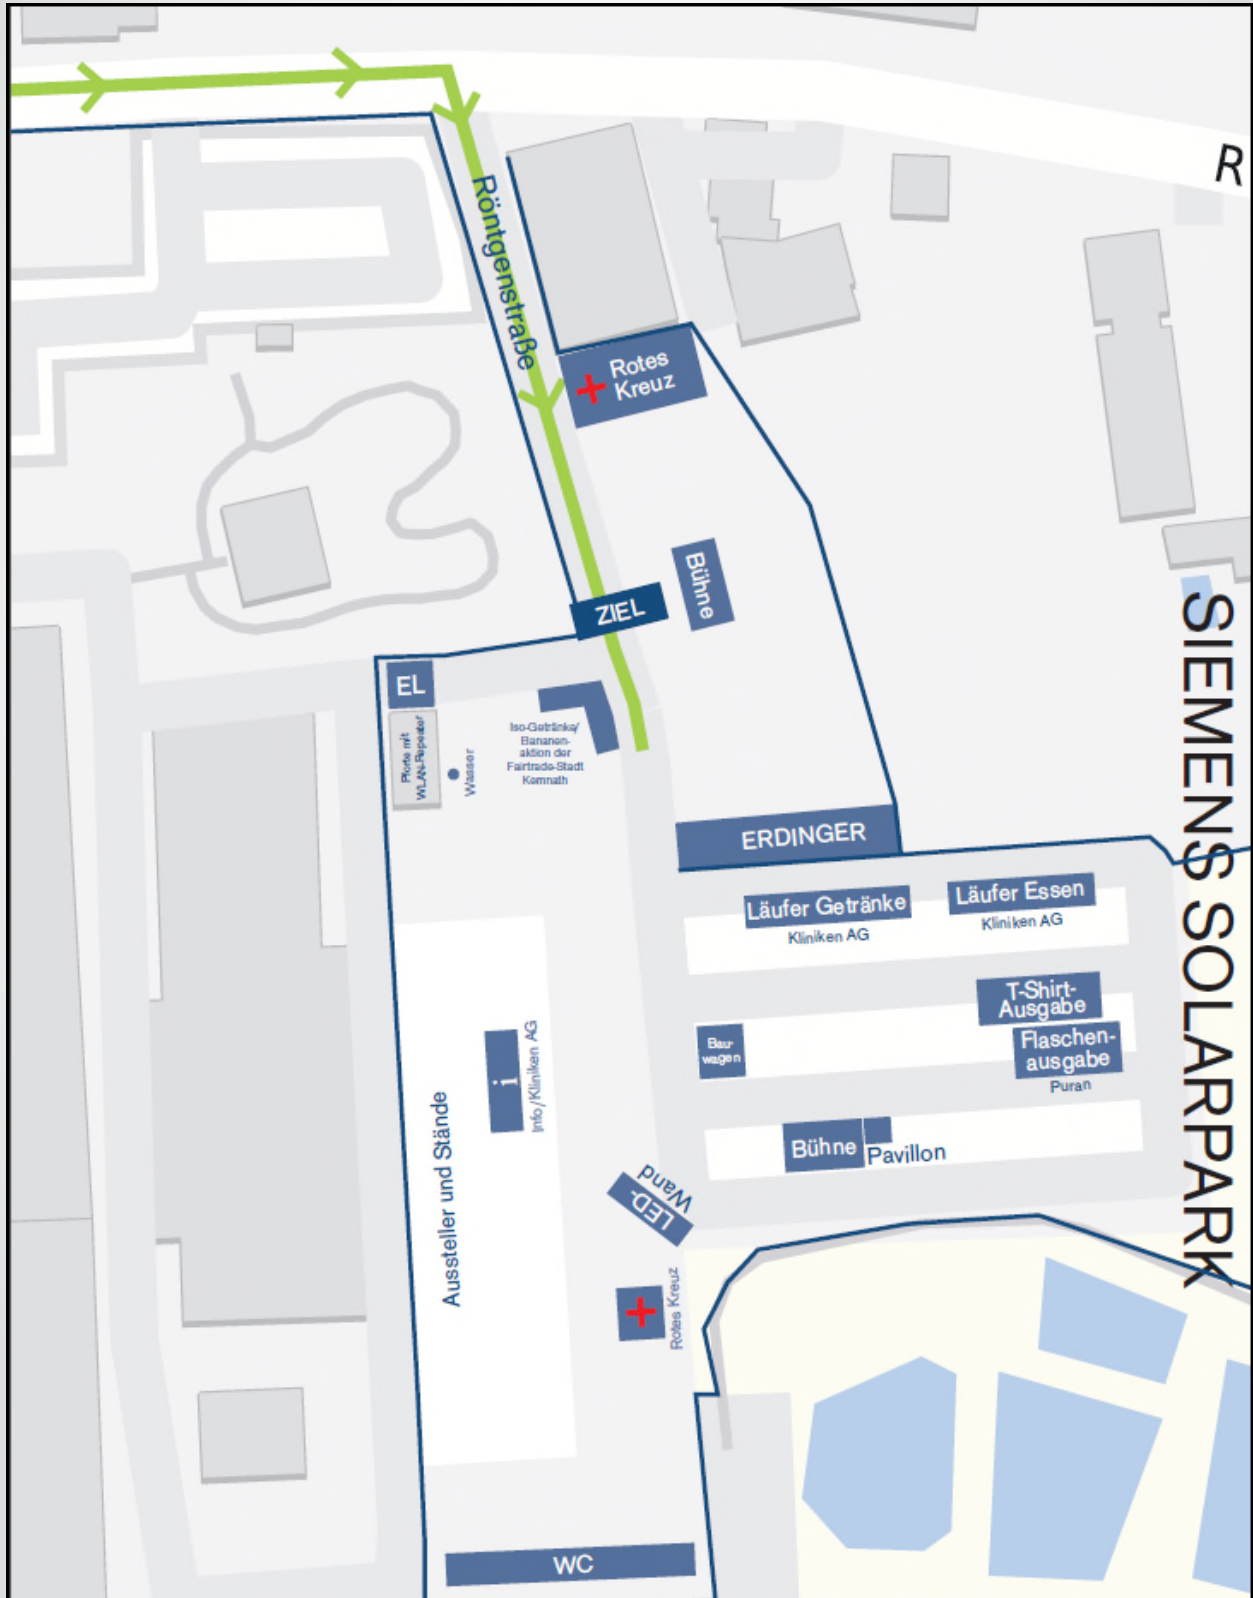 R
Röntgenstraße
Rotes
Kreuz
Bühne
ZIEL
EL
Pforte mit
WLAN-Repeater
Wasser
Iso-Getränke/
Bananen-
aktion der
Fairtrade-Stadt
Kemnath
SIEMENS SOLARPARK
ERDINGER
Läufer Getränke
Kliniken AG
Läufer Essen
Kliniken AG
T-Shirt-
Ausgabe
Flaschen-
ausgabe
Puran
Bau-
wagen
i
Info/Kliniken AG
Aussteller und Stände
Bühne
Pavillon
LED-
Wand
Rotes Kreuz
WC